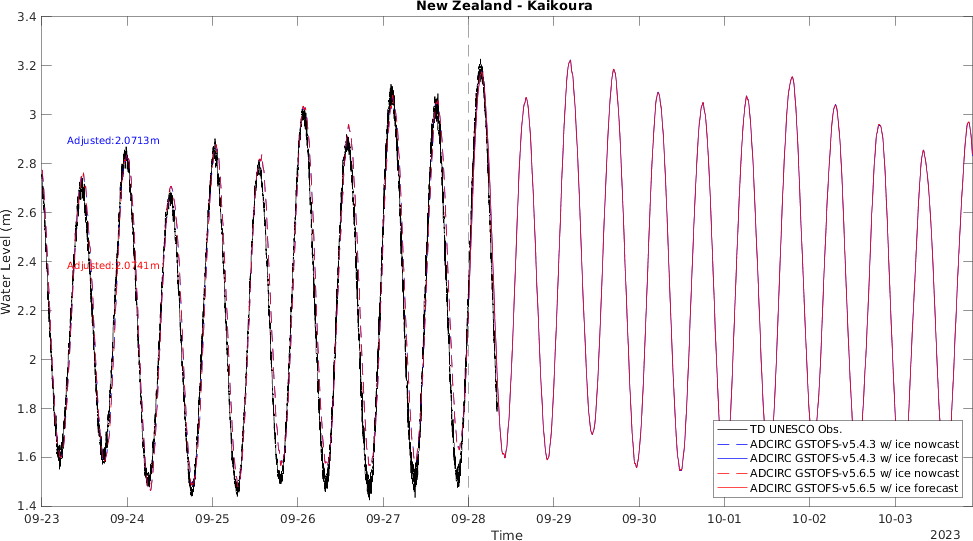 New Zealand - Kaikoura
3.4
3.2
3
2.8
2.6
2.4
2.2
2
1.8
1.6
1.4
Water Level (m)
Adjusted:2.0713m
Adjusted:2.0741m
TD UNESCO Obs.
ADCIRC GSTOFS-v5.4.3 w/ ice nowcast
ADCIRC GSTOFS-v5.4.3 w/ ice forecast
ADCIRC GSTOFS-v5.6.5 w/ ice nowcast
ADCIRC GSTOFS-v5.6.5 w/ ice forecast
09-23 09-24 09-25 09-26 09-27 09-28 09-29 09-30 10-01 10-02 10-03
Time
2023